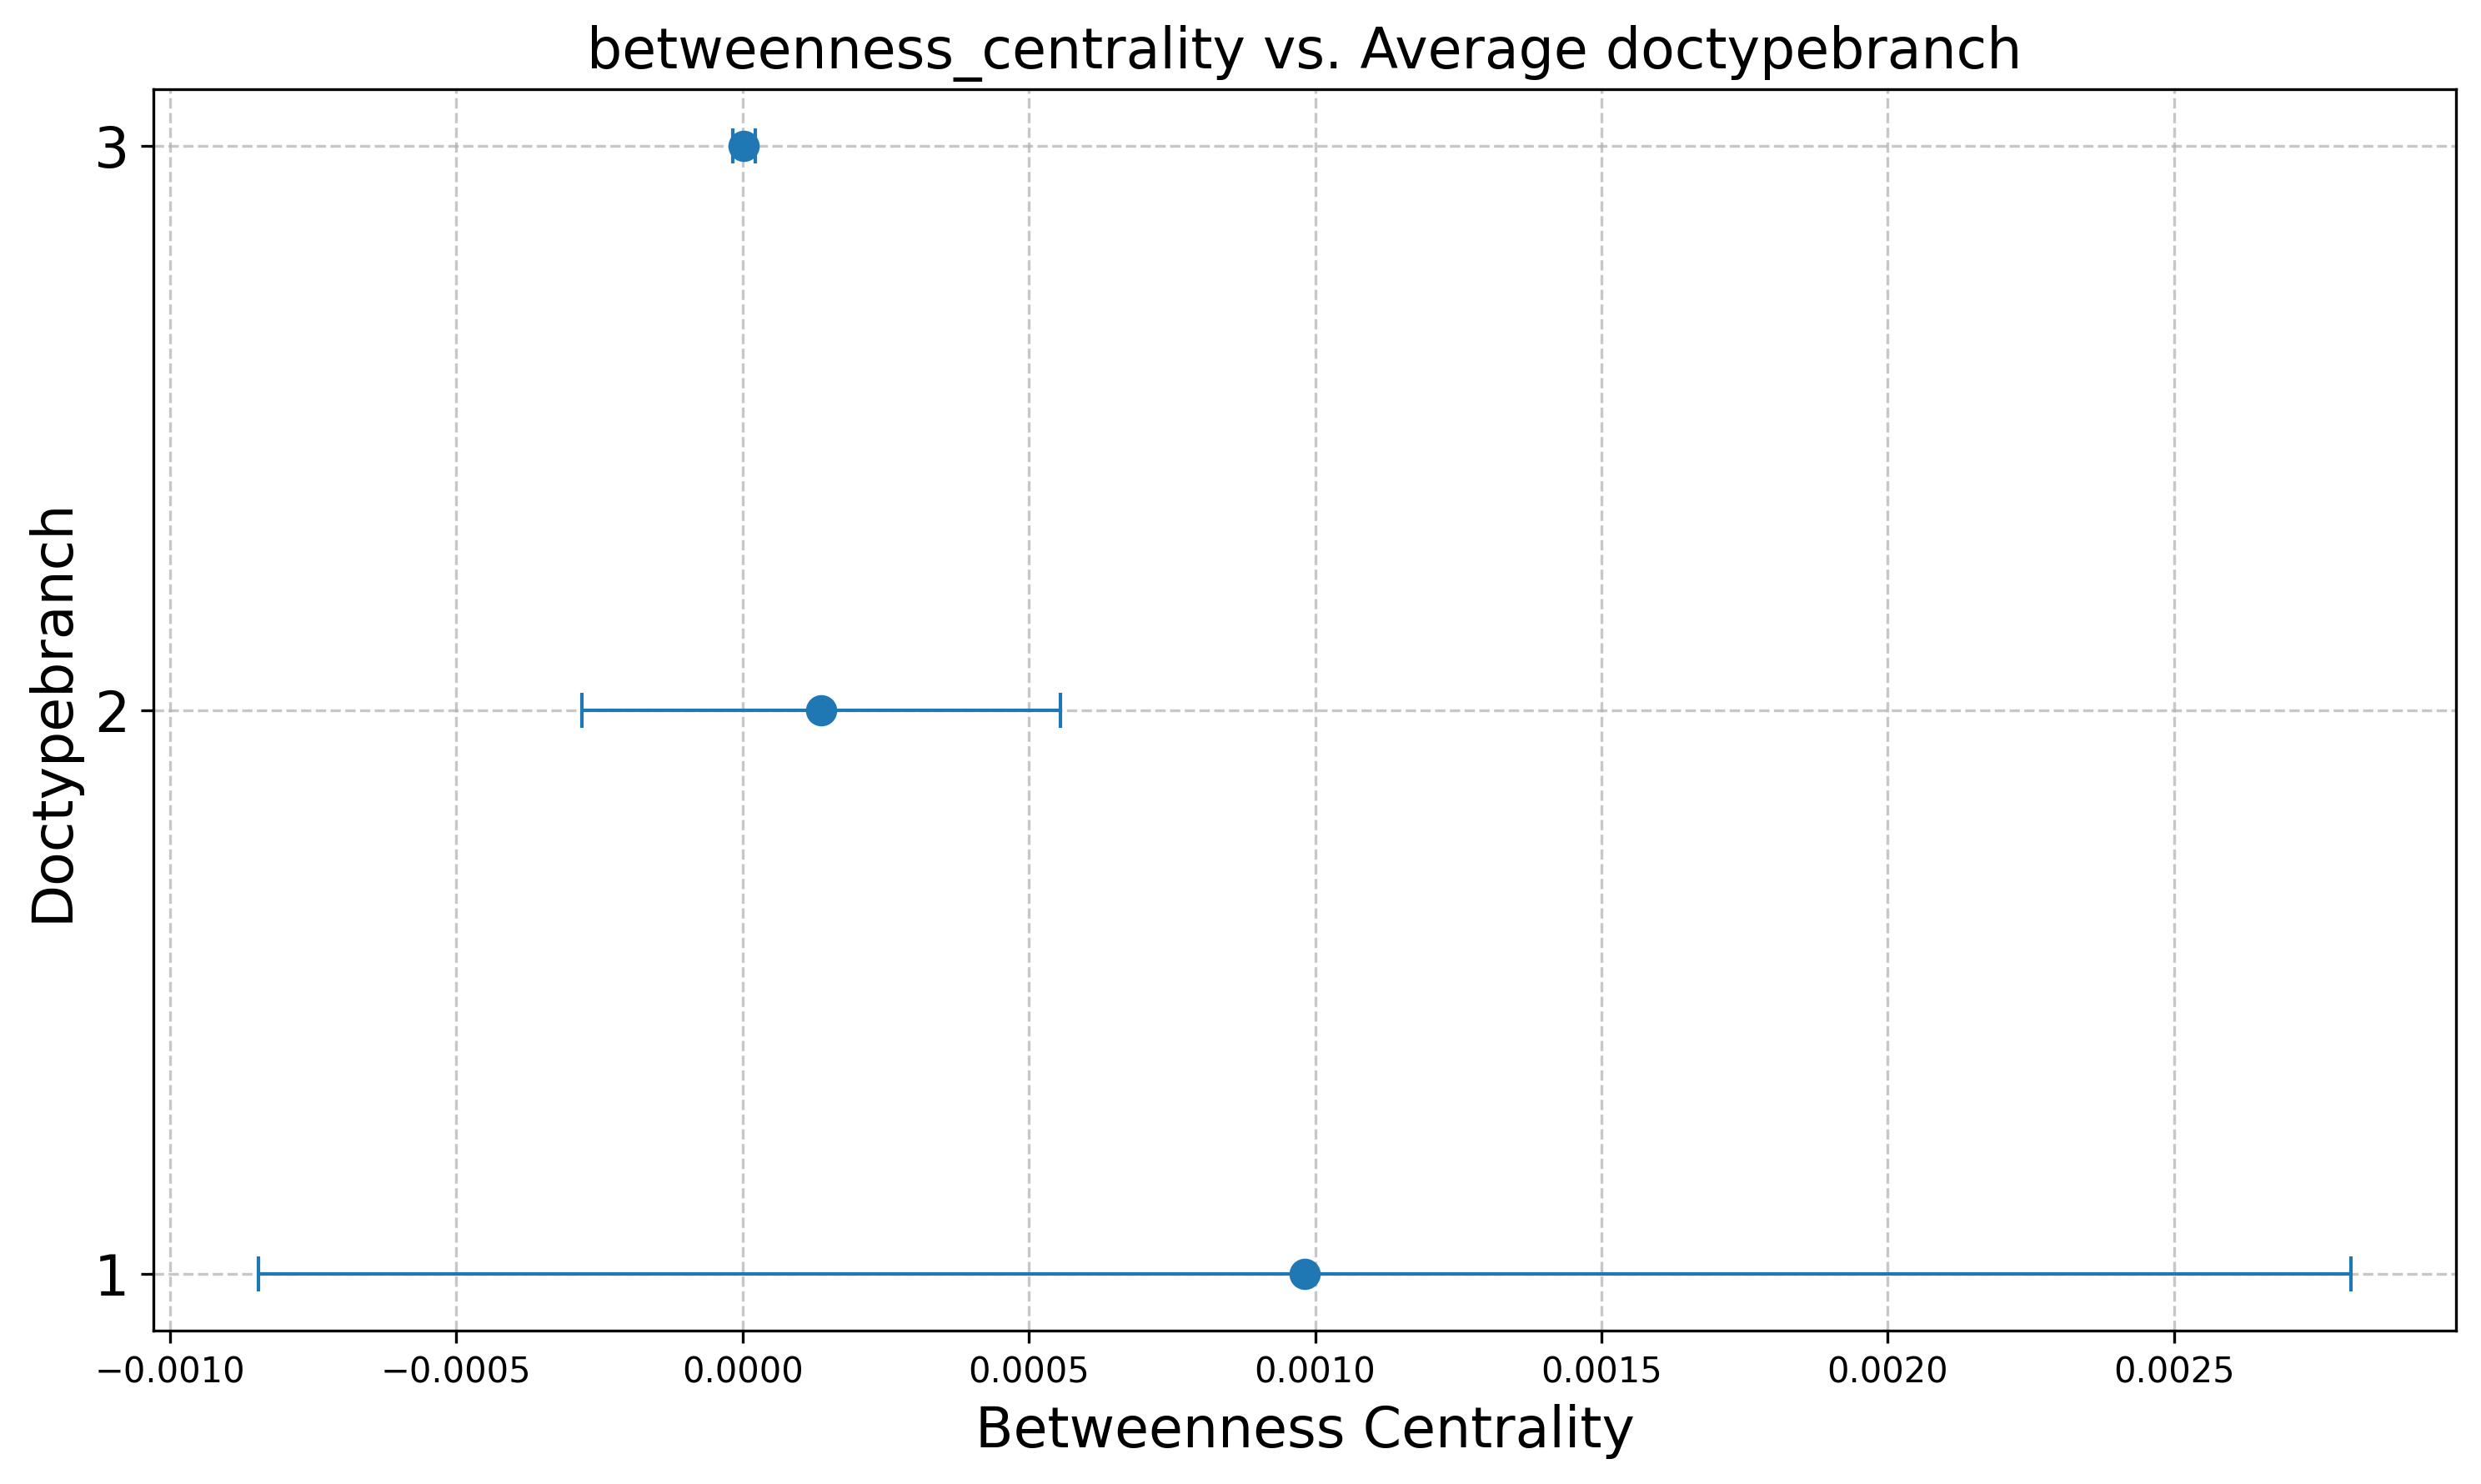 betweenness_centrality vs. Average doctypebranch
Doctypebranch
3
2
1
−0.0010 −0.0005 0.0000 0.0005 0.0010 0.0015 0.0020 0.0025
Betweenness Centrality